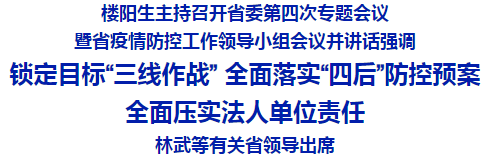 楼阳生主持召开省委第四次专题会议
暨省疫情防控工作领导小组会议并讲话强调
锁定目标“三线作战” 全面落实“四后”防控预案
全面压实法人单位责任
林武等有关省领导出席